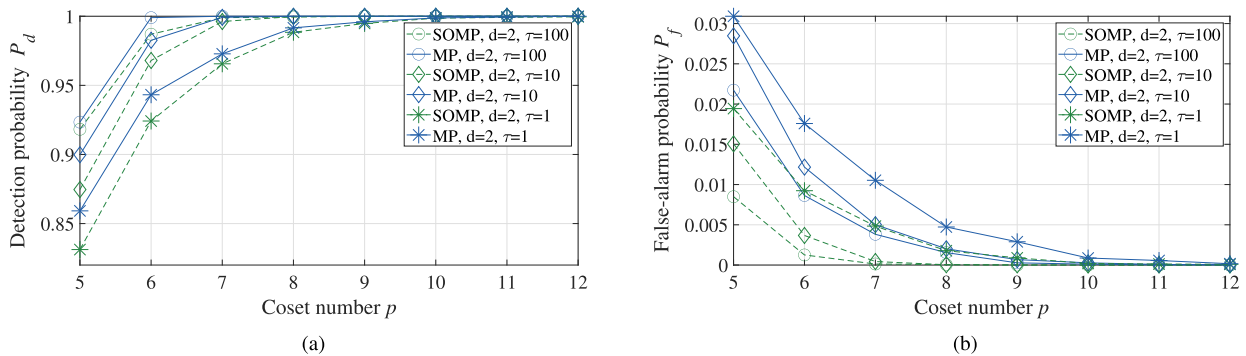 1
0.95
0.9
0.85
Detection probability P_d
5 6 7 8 9 10 11 12
Coset number p
SOMP, d=2, τ=100
MP, d=2, τ=100
SOMP, d=2, τ=10
MP, d=2, τ=10
SOMP, d=2, τ=1
MP, d=2, τ=1
(a)
0.03
0.025
0.02
0.015
0.01
0.005
0
False-alarm probability P_f
5 6 7 8 9 10 11 12
Coset number p
SOMP, d=2, τ=100
MP, d=2, τ=100
SOMP, d=2, τ=10
MP, d=2, τ=10
SOMP, d=2, τ=1
MP, d=2, τ=1
(b)